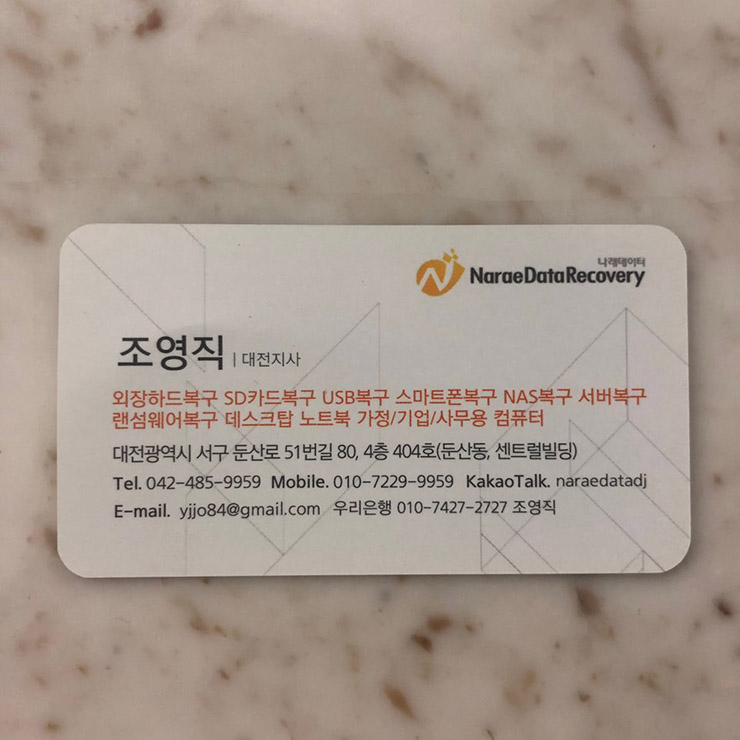 나래데이터
NaraeDataRecovery
조영직 | 대전지사
외장하드복구 SD카드복구 USB복구 스마트폰복구 NAS복구 서버복구
랜섬웨어복구 데스크탑 노트북 가정/기업/사무용 컴퓨터
대전광역시 서구 둔산로 51번길 80, 4층 404호(둔산동, 센트럴빌딩)
Tel. 042-485-9959 Mobile. 010-7229-9959 KakaoTalk. naraedatadj
E-mail. yjjo84@gmail.com 우리은행 010-7427-2727 조영직